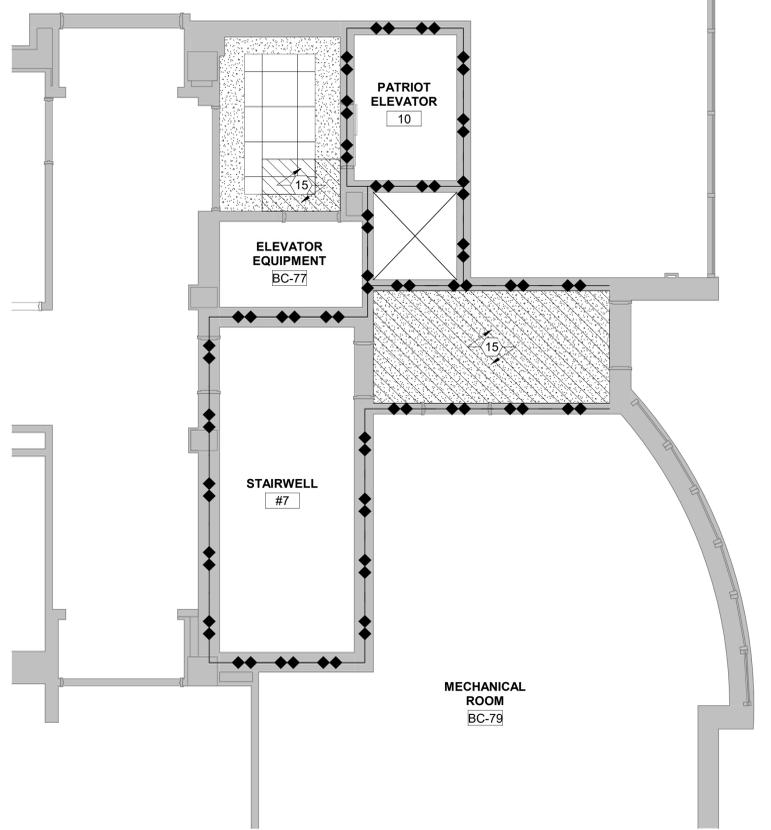 PATRIOT
ELEVATOR
10
15
ELEVATOR
EQUIPMENT
BC-77
15
STAIRWELL
#7
MECHANICAL
ROOM
BC-79